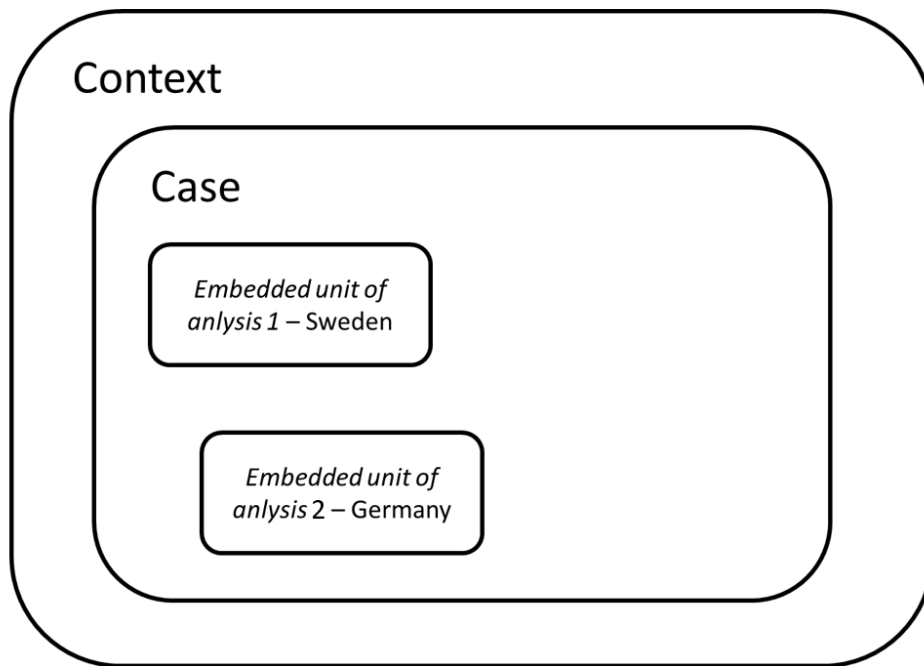 Context
Case
Embedded unit of
anlysis 1 – Sweden
Embedded unit of
anlysis 2 – Germany